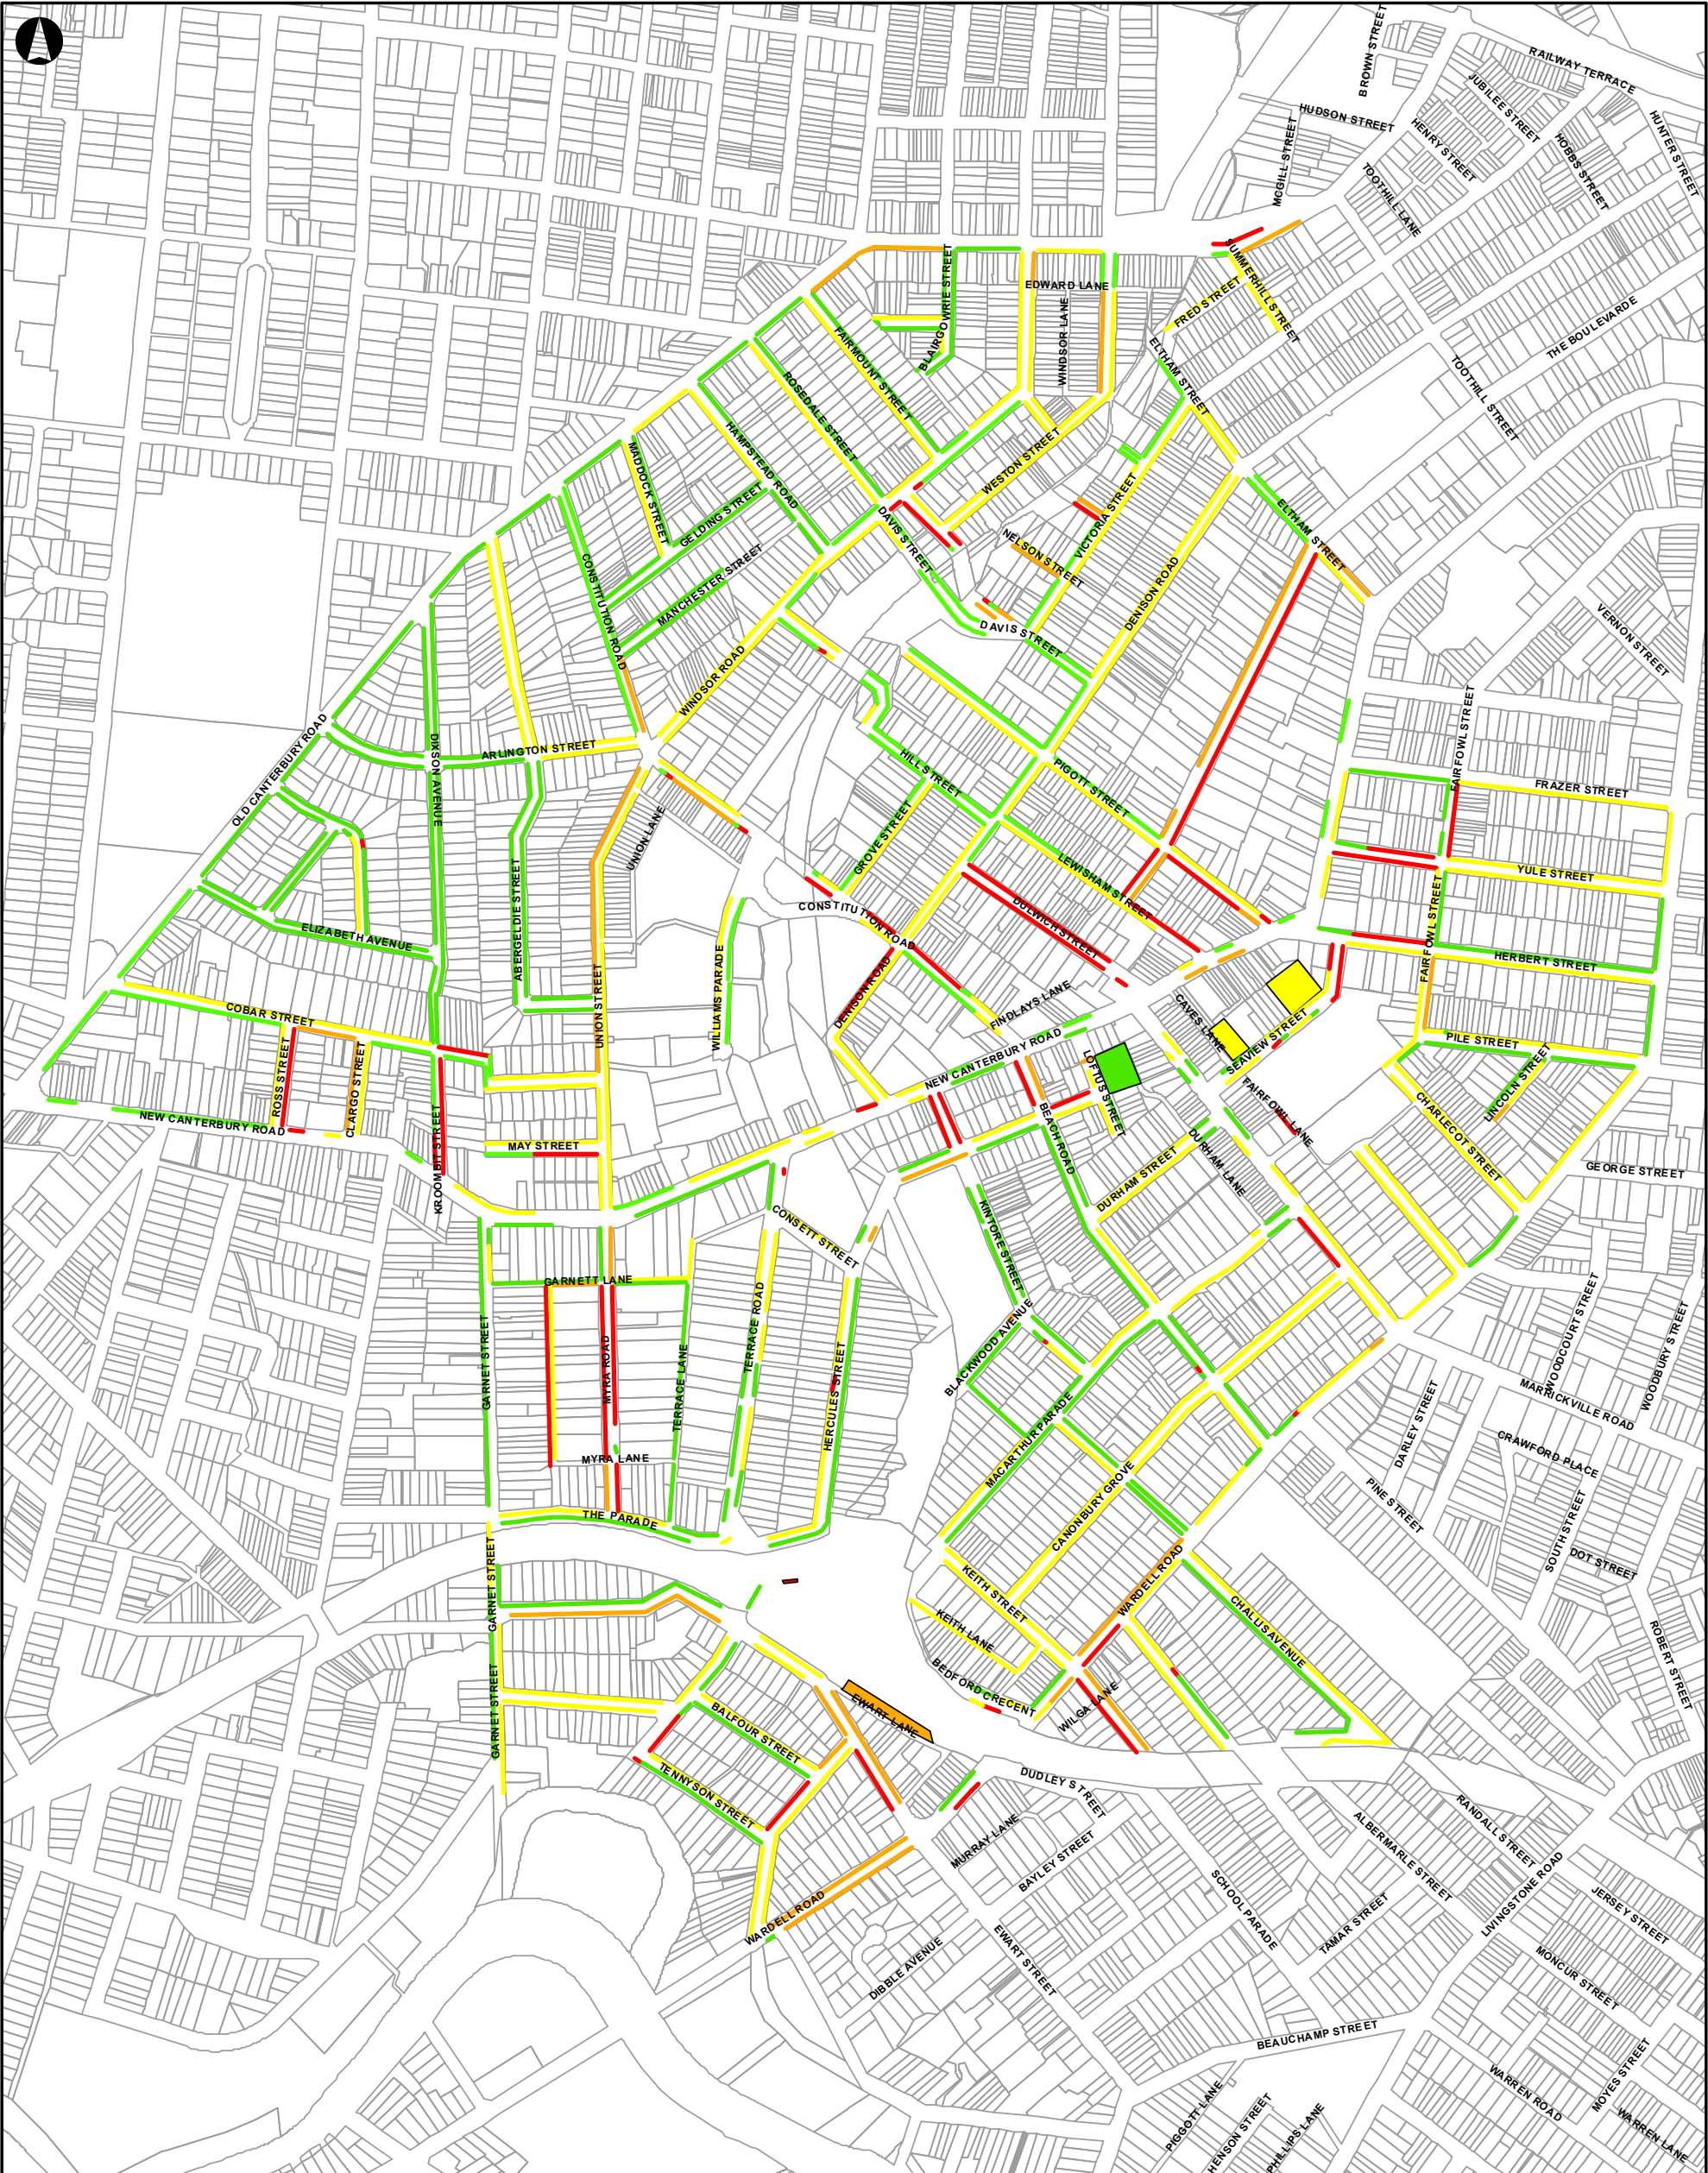 BROWN STREET
RAILWAY TERRACE
JUBILEE STREET
HUDSON STREET
HENRY STREET
HUNTER STREET
HOBBS STREET
MCGILL STREET
TOOTHILL LANE
SUMMERHILL STREET
BLAIRGOWRIE STREET
EDWARD LANE
FRED STREET
WINDSOR LANE
FAIRMOUNT STREET
THE BOULEVARDE
ELTHAM STREET
ROSEDALE STREET
TOOTHILL STREET
HAMPSTEAD ROAD
MADDOCK STREET
WESTON STREET
GELDING STREET
VICTORIA STREET
ELTHAM STREET
DAVIS STREET
NELSON STREET
CONSTITUTION ROAD
MANCHESTER STREET
DENISON ROAD
DAVIS STREET
VERNON STREET
WINDSOR ROAD
FAIRFOWL STREET
OLD CANTERBURY ROAD
DIXSON AVENUE
ARLINGTON STREET
HILL STREET
PIGOTT STREET
FRAZER STREET
UNION LANE
GROVE STREET
LEWISHAM STREET
YULE STREET
ABERGELDIE STREET
DULWICH STREET
CONSTITUTION ROAD
FAIRFOWL STREET
ELIZABETH AVENUE
HERBERT STREET
WILLIAMS PARADE
UNION STREET
DENISON ROAD
FINDLAYS LANE
CAVES LANE
COBAR STREET
SEAVIEW STREET
PILE STREET
NEW CANTERBURY ROAD
LOFTUS STREET
ROSS STREET
CLARGO STREET
LINCOLN STREET
FAIRFOWL LANE
CHARLECOT STREET
NEW CANTERBURY ROAD
KROOMBIT STREET
MAY STREET
BEACH ROAD
DURHAM LANE
DURHAM STREET
GEORGE STREET
CONSETT STREET
KINTORE STREET
GARNETT LANE
TERRACE ROAD
GARNET STREET
MYRA ROAD
TERRACE LANE
HERCULES STREET
BLACKWOOD AVENUE
WOODCOURT STREET
WOODBURY STREET
MARRICKVILLE ROAD
DARLEY STREET
MACARTHUR PARADE
CRAWFORD PLACE
MYRA LANE
CANONBURY GROVE
PINE STREET
SOUTH STREET
THE PARADE
DOT STREET
GARNET STREET
KEITH STREET
WARDELL ROAD
CHALLIS AVENUE
KEITH LANE
ROBERT STREET
BEDFORD CRECENT
GARNET STREET
EWART LANE
WILGA LANE
BALFOUR STREET
TENNYSON STREET
DUDLEY STREET
MURRAY LANE
RANDALL STREET
ALBERMARLE STREET
BAYLEY STREET
SCHOOL PARADE
LIVINGSTONE ROAD
JERSEY STREET
WARDELL ROAD
TAMAR STREET
EWART STREET
DIBBLE AVENUE
MONCUR STREET
BEAUCHAMP STREET
WARREN ROAD
MOYES STREET
PIGGOTT LANE
HENSON STREET
PHILLIPS LANE
WARREN LANE